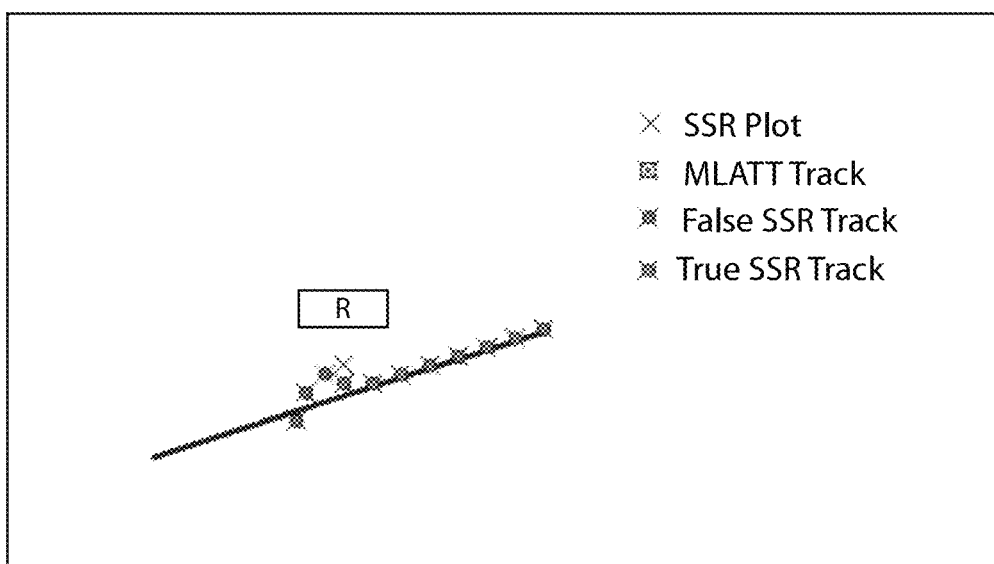 SSR Plot
MLATT Track
False SSR Track
True SSR Track
R